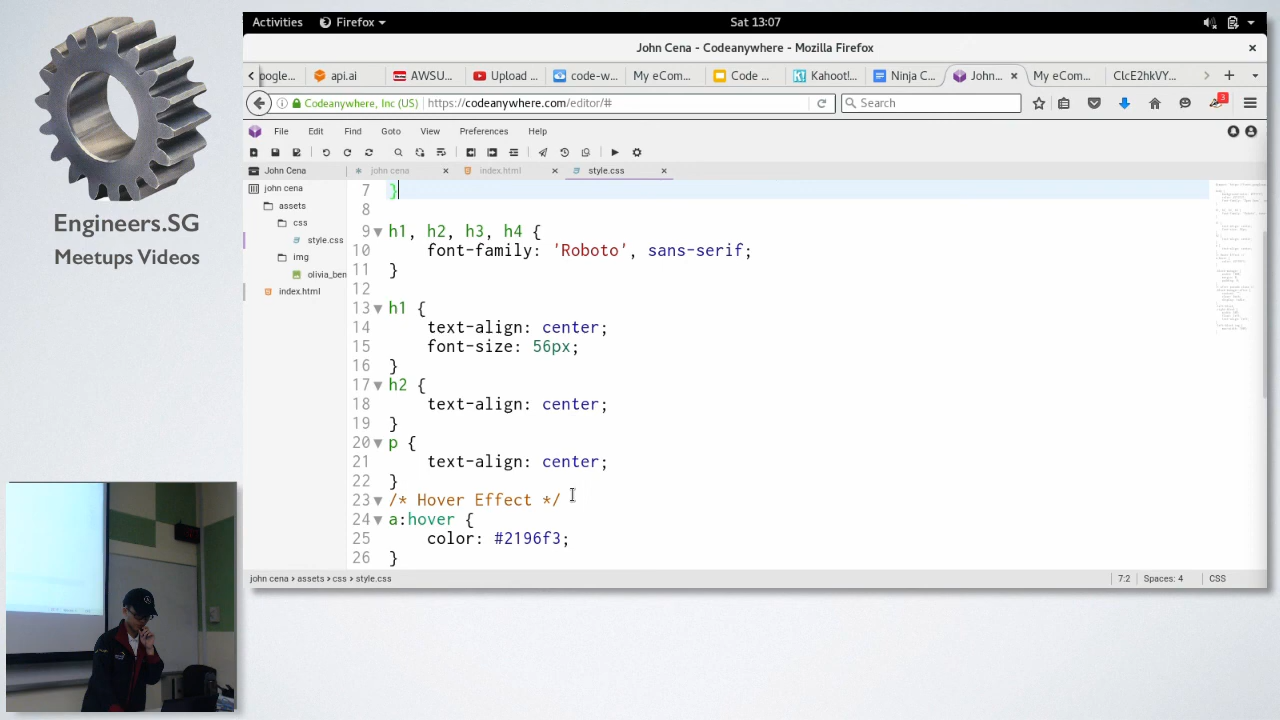 Engineers.SG
Meetups Videos
Activities
Firefox
Sat 13:07
John Cena - Codeanywhere - Mozilla Firefox
oogle...
api.ai
AWSU...
Upload ...
code-w...
My eCom...
Code ...
Kahoot!...
Ninja C...
John...
My eCom...
Codeanywhere, Inc (US)
https://codeanywhere.com/editor/#
Search
3
File Edit Find Goto View Preferences Help
John Cena
john cena
index.html
style.css
john cena
assets
css
style.css
img
olivia_ben
index.html
7 }
8
9 h1, h2, h3, h4 {
10 font-family: 'Roboto', sans-serif;
11 }
12
13 h1 {
14 text-align: center;
15 font-size: 56px;
16 }
17 h2 {
18 text-align: center;
19 }
20 p {
21 text-align: center;
22 }
23 /* Hover Effect */
24 a:hover {
25 color: #2196f3;
26 }
john cena › assets › css › style.css
7:2
Spaces: 4
CSS